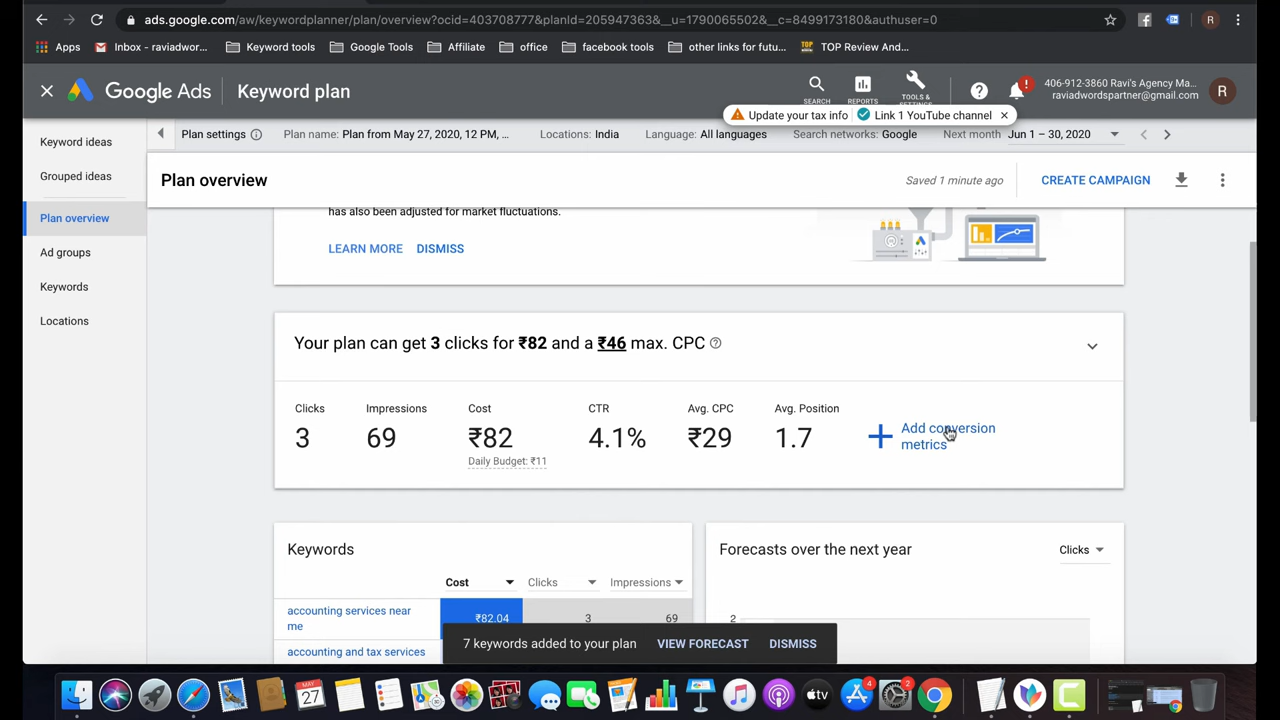 ads.google.com/aw/keywordplanner/plan/overview?ocid=403708777&planId=205947363&__u=1790065502&__c=8499173180&authuser=0
R
Apps
Inbox - raviadwor...
Keyword tools
Google Tools
Affiliate
office
facebook tools
other links for futu...
TOP Review And...
Google Ads
Keyword plan
SEARCH
REPORTS
TOOLS &
!
406-912-3860 Ravi's Agency Ma...
raviadwordspartner@gmail.com
R
Update your tax info
Link 1 YouTube channel
Plan settings
Plan name: Plan from May 27, 2020, 12 PM, ...
Locations: India
Language: All languages
Search networks: Google
Next month
Jun 1 – 30, 2020
Keyword ideas
Grouped ideas
Plan overview
Ad groups
Keywords
Locations
Plan overview
Saved 1 minute ago
CREATE CAMPAIGN
has also been adjusted for market fluctuations.
LEARN MORE
DISMISS
Your plan can get 3 clicks for ₹82 and a ₹46 max. CPC
Clicks
Impressions
Cost
CTR
Avg. CPC
Avg. Position
3
69
₹82
4.1%
₹29
1.7
Daily Budget: ₹11
Add conversion
metrics
Keywords
Cost
Clicks
Impressions
accounting services near
me
₹82.04
3
69
accounting and tax services
Forecasts over the next year
Clicks
2
7 keywords added to your plan
VIEW FORECAST
DISMISS
MAY
27
tv
4
2